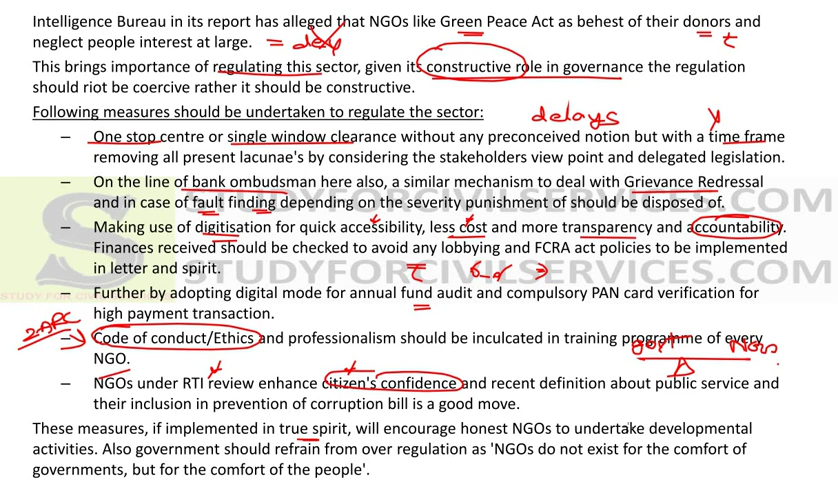 Intelligence Bureau in its report has alleged that NGOs like Green Peace Act as behest of their donors and
neglect people interest at large. = delay
t
This brings importance of regulating this sector, given its constructive role in governance the regulation
should riot be coercive rather it should be constructive.
Following measures should be undertaken to regulate the sector: delays
– One stop centre or single window clearance without any preconceived notion but with a time frame
removing all present lacunae's by considering the stakeholders view point and delegated legislation.
– On the line of bank ombudsman here also, a similar mechanism to deal with Grievance Redressal
and in case of fault finding depending on the severity punishment of should be disposed of.
– Making use of digitisation for quick accessibility, less cost and more transparency and accountability.
Finances received should be checked to avoid any lobbying and FCRA act policies to be implemented
in letter and spirit.
– Further by adopting digital mode for annual fund audit and compulsory PAN card verification for
high payment transaction.
2-ARC
– Code of conduct/Ethics and professionalism should be inculcated in training programme of every
NGO.
govt NGOs
– NGOs under RTI review enhance citizen's confidence and recent definition about public service and
their inclusion in prevention of corruption bill is a good move.
These measures, if implemented in true spirit, will encourage honest NGOs to undertake developmental
activities. Also government should refrain from over regulation as 'NGOs do not exist for the comfort of
governments, but for the comfort of the people'.
STUDYFORCIVILSERVICES.COM
STUDYFORCIVILSERVICES.COM